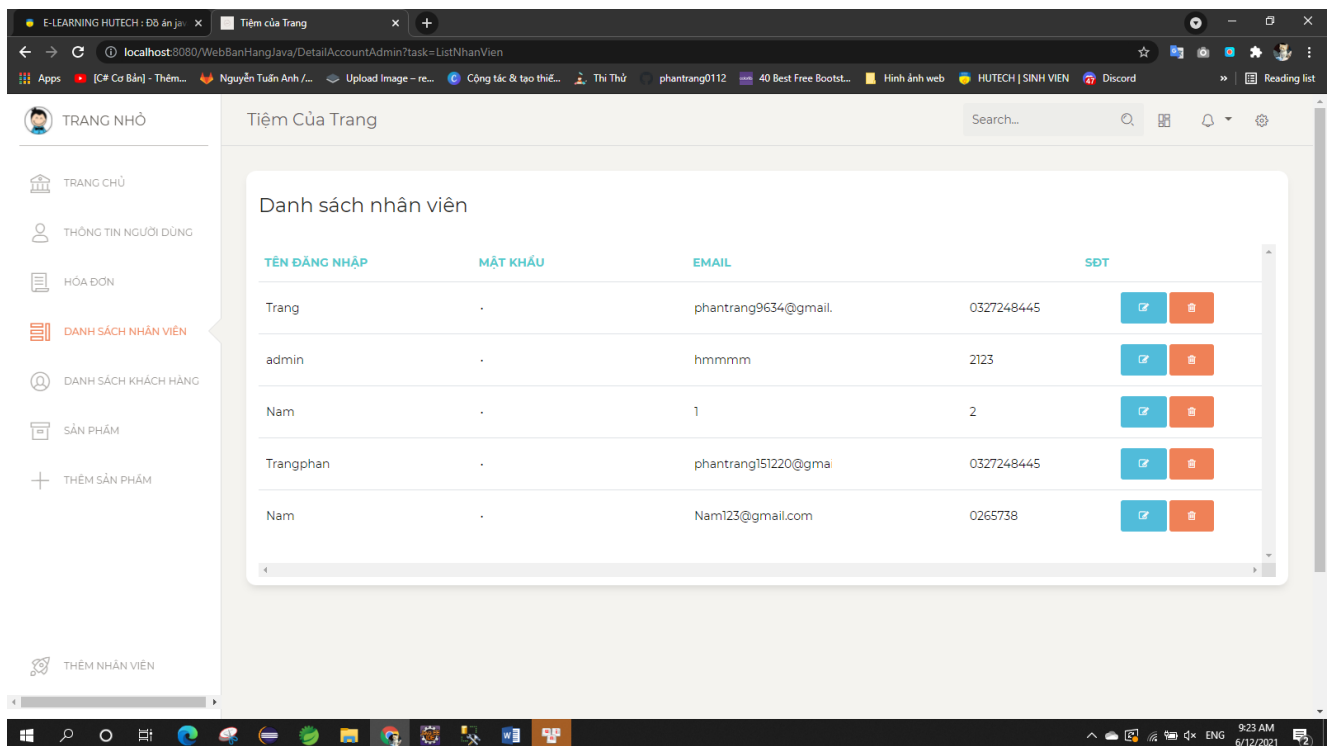 E-LEARNING HUTECH : Đồ án jav
Tiệm của Trang
localhost:8080/WebBanHangJava/DetailAccountAdmin?task=ListNhanVien
Apps
[C# Cơ Bản] - Thêm...
Nguyễn Tuấn Anh /...
Upload Image – re...
Cộng tác & tạo thiế...
Thi Thử
phantrang0112
40 Best Free Bootst...
Hình ảnh web
HUTECH | SINH VIÊN
47 Discord
»
Reading list
TRANG NHỎ
Tiệm Của Trang
Search...
TRANG CHỦ
THÔNG TIN NGƯỜI DÙNG
HÓA ĐƠN
DANH SÁCH NHÂN VIÊN
DANH SÁCH KHÁCH HÀNG
SẢN PHẨM
THÊM SẢN PHẨM
THÊM NHÂN VIÊN
Danh sách nhân viên
TÊN ĐĂNG NHẬP MẬT KHẨU EMAIL SĐT
Trang · phantrang9634@gmail. 0327248445
admin · hmmmm 2123
Nam · 1 2
Trangphan · phantrang151220@gmai 0327248445
Nam · Nam123@gmail.com 0265738
ENG
9:23 AM
6/12/2021
2